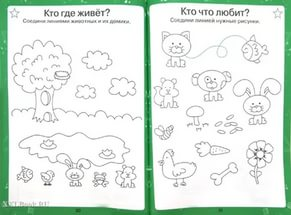 Кто где живёт?
Соедини линиями животных и их домики.
Кто что любит?
Соедини линией нужные рисунки.